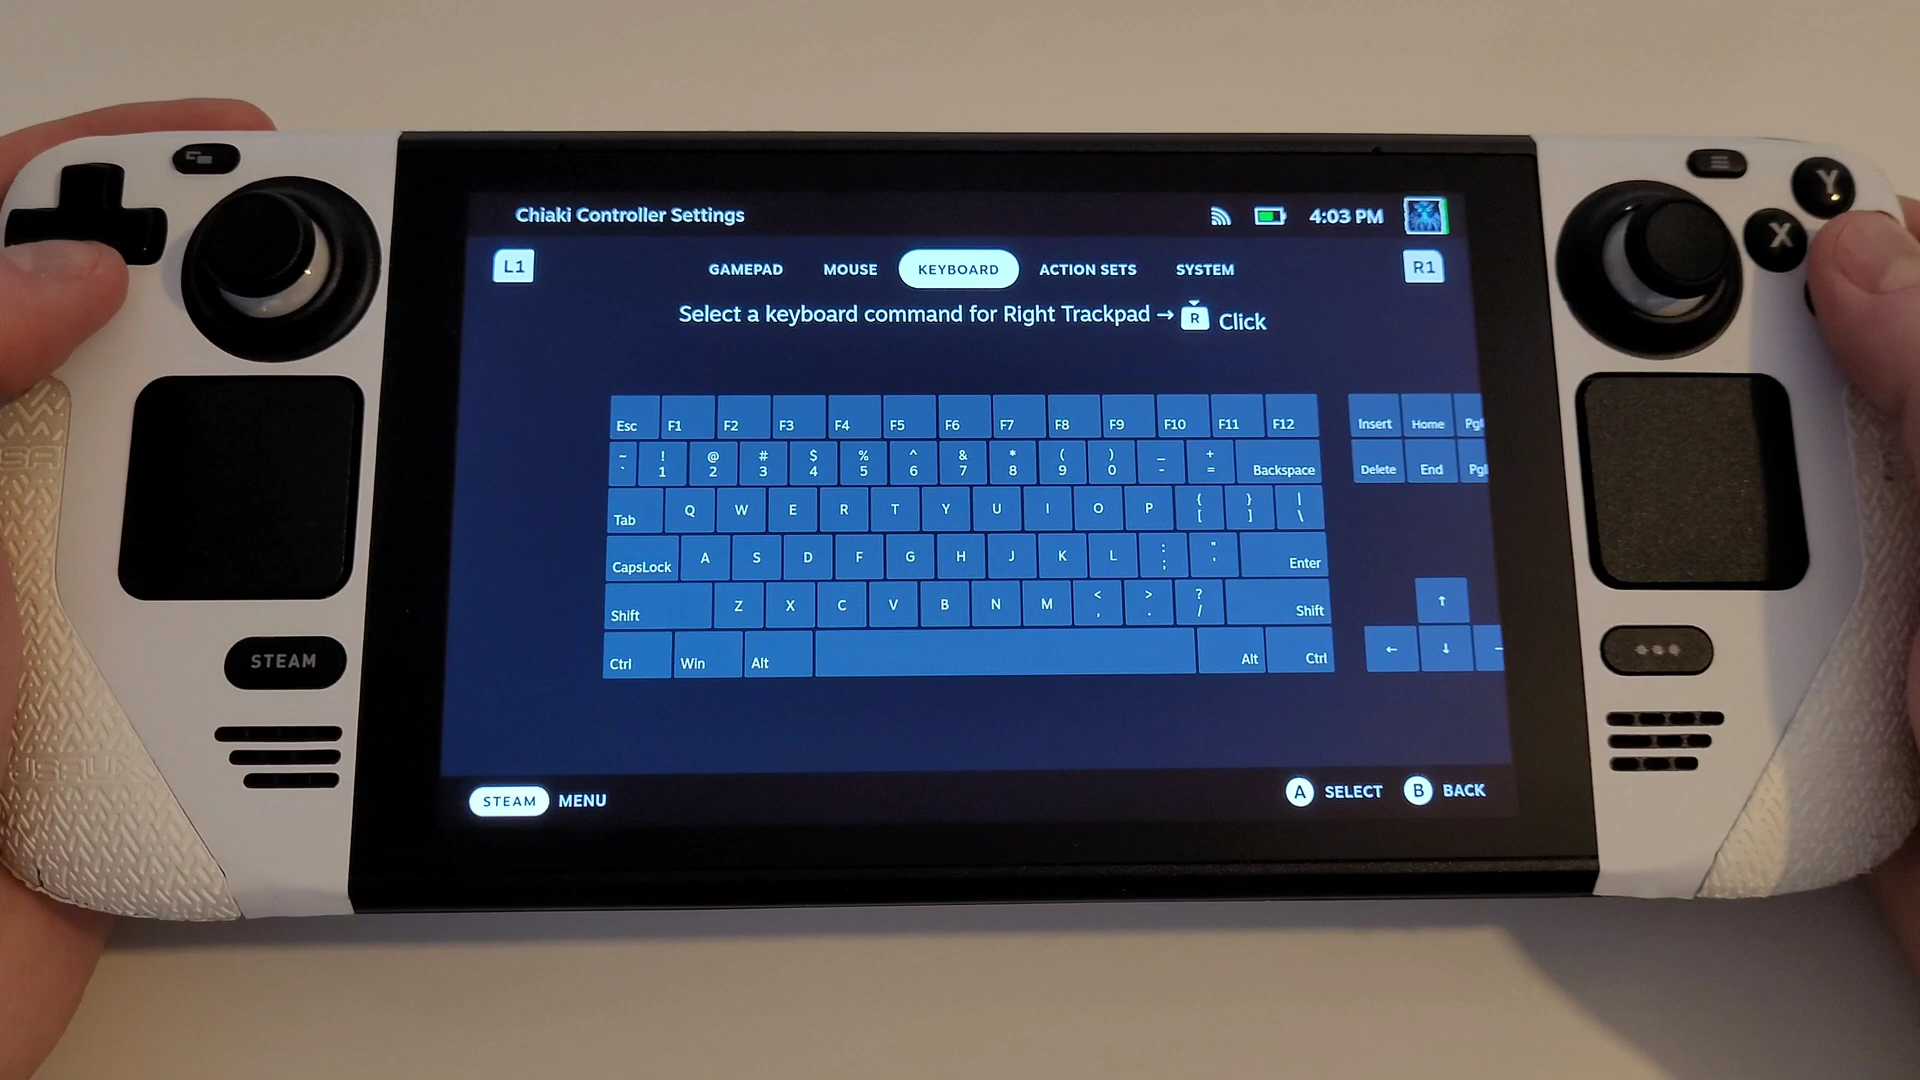 Chiaki Controller Settings
4:03 PM
L1
GAMEPAD
MOUSE
KEYBOARD
ACTION SETS
SYSTEM
R1
Select a keyboard command for Right Trackpad → R Click
Esc F1 F2 F3 F4 F5 F6 F7 F8 F9 F10 F11 F12 Insert Home
~ ` ! 1 @ 2 # 3 $ 4 % 5 ^ 6 & 7 * 8 ( 9 ) 0 _ - + = Backspace Delete End
Tab Q W E R T Y U I O P { [ } ] | \
CapsLock A S D F G H J K L : ; " ' Enter
Shift Z X C V B N M < , > . ? / Shift ↑
Ctrl Win Alt Alt Ctrl ← ↓
STEAM MENU
A SELECT B BACK
Y
X
STEAM